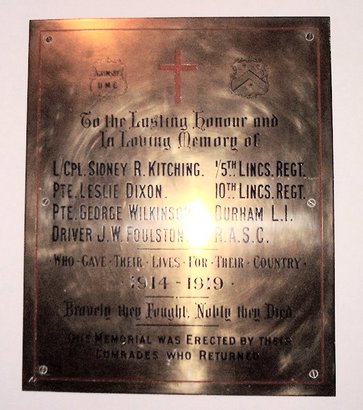 GRIMSBY
U M C
To the Lasting Honour and
In Loving Memory of
L/CPL. SIDNEY R. KITCHING. 1/5TH LINCS. REGT.
PTE. LESLIE DIXON. 10TH LINCS. REGT.
PTE. GEORGE WILKINSON DURHAM L.I.
DRIVER J.W. FOULSTON R.A.S.C.
WHO · GAVE · THEIR · LIVES · FOR · THEIR · COUNTRY ·
· 1914 - 1919 ·
Bravely they Fought, Nobly they Died
THIS MEMORIAL WAS ERECTED BY THEIR
COMRADES WHO RETURNED